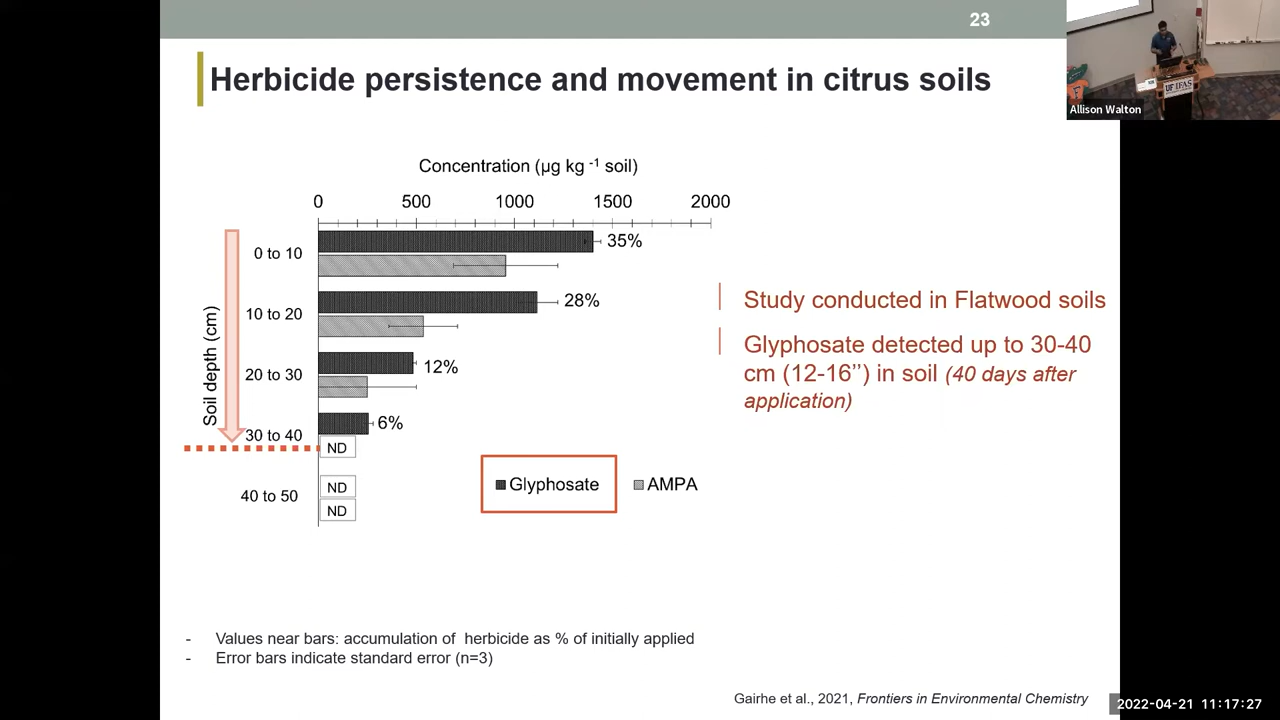 23
Herbicide persistence and movement in citrus soils
Allison Walton
UF IFAS
Concentration (µg kg -1 soil)
0 500 1000 1500 2000
Soil depth (cm)
0 to 10
35%
10 to 20
28%
20 to 30
12%
30 to 40
6%
ND
40 to 50
ND
ND
Glyphosate
AMPA
Study conducted in Flatwood soils
Glyphosate detected up to 30-40
cm (12-16’’) in soil (40 days after
application)
- Values near bars: accumulation of herbicide as % of initially applied
- Error bars indicate standard error (n=3)
Gairhe et al., 2021, Frontiers in Environmental Chemistry
2022-04-21 11:17:27